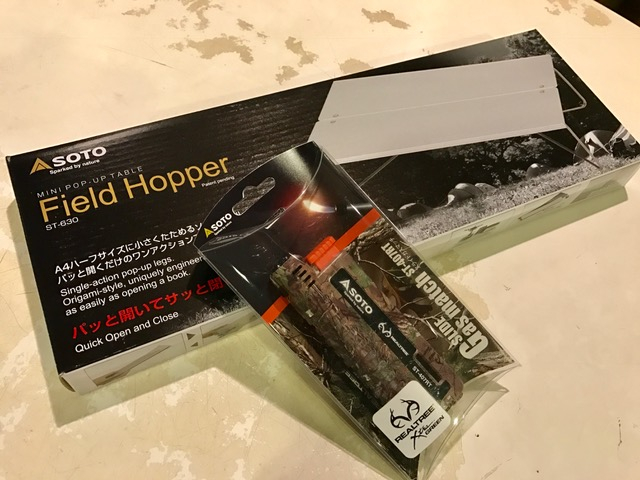 SOTO
Sparked by nature
MINI POP-UP TABLE
Field Hopper
Patent pending
ST-630
A4ハーフサイズに小さくたためる
パッと開くだけのワンアクション
Single-action pop-up legs.
Origami-style, uniquely engineer
as easily as opening a book.
パッと開いてサッと閉
Quick Open and Close
SOTO
SLIDE
Gas match
SOTO
REALTREE
ST-407RT
REALTREE
XTRA
GREEN